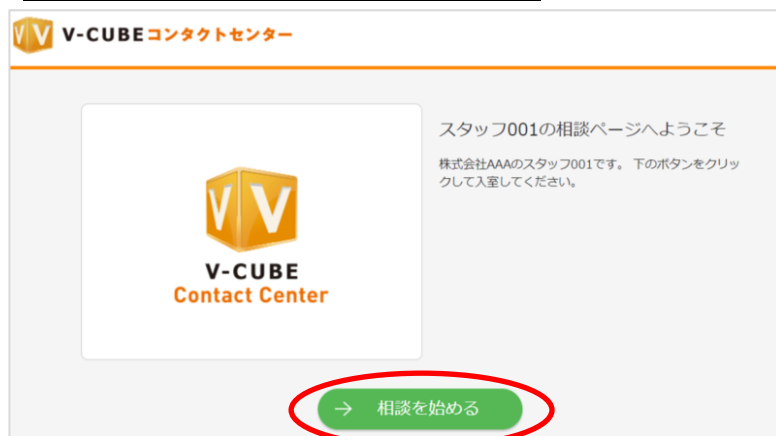 V-CUBEコンタクトセンター
スタッフ001の相談ページへようこそ
株式会社AAAのスタッフ001です。 下のボタンをクリッ
クして入室してください。
V-CUBE
Contact Center
→ 相談を始める